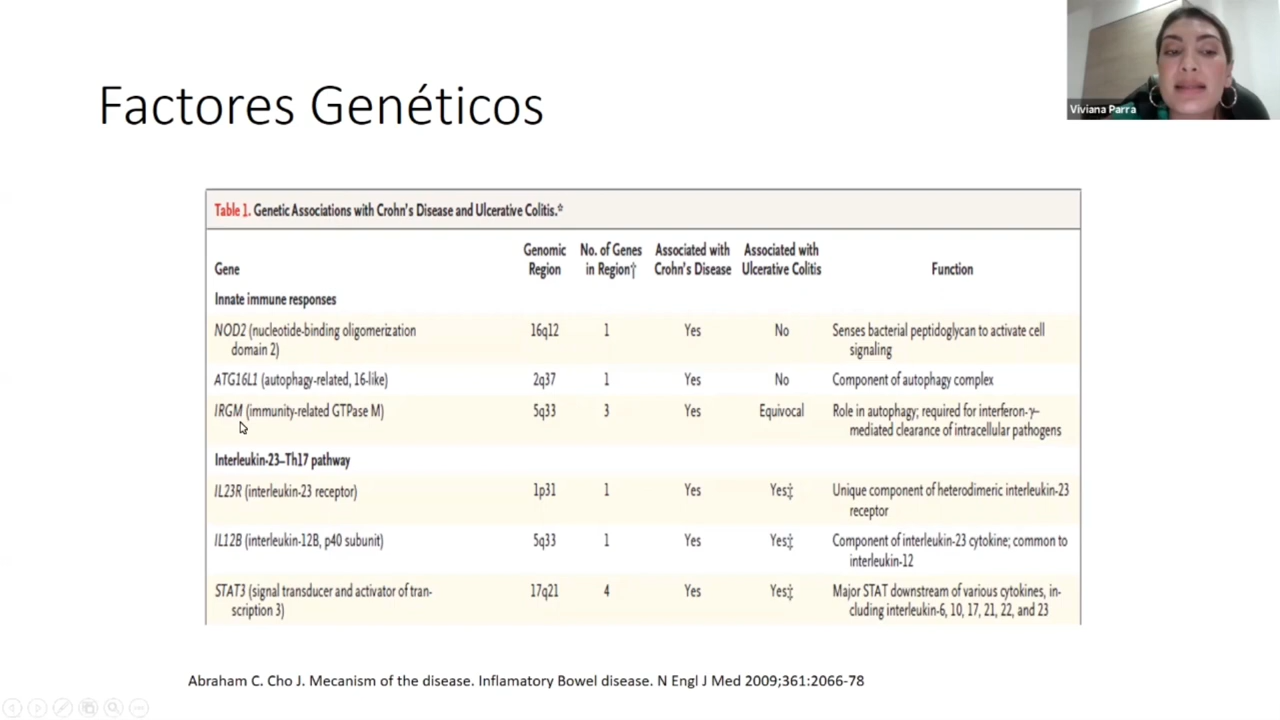 Factores Genéticos
Viviana Parra
Table 1. Genetic Associations with Crohn's Disease and Ulcerative Colitis.*
Gene
Genomic Region
No. of Genes in Region†
Associated with Crohn's Disease
Associated with Ulcerative Colitis
Function
Innate immune responses
NOD2 (nucleotide-binding oligomerization domain 2) 16q12 1 Yes No Senses bacterial peptidoglycan to activate cell signaling
ATG16L1 (autophagy-related, 16-like) 2q37 1 Yes No Component of autophagy complex
IRGM (immunity-related GTPase M) 5q33 3 Yes Equivocal Role in autophagy; required for interferon-γ–mediated clearance of intracellular pathogens
Interleukin-23–Th17 pathway
IL23R (interleukin-23 receptor) 1p31 1 Yes Yes‡ Unique component of heterodimeric interleukin-23 receptor
IL12B (interleukin-12B, p40 subunit) 5q33 1 Yes Yes‡ Component of interleukin-23 cytokine; common to interleukin-12
STAT3 (signal transducer and activator of transcription 3) 17q21 4 Yes Yes‡ Major STAT downstream of various cytokines, including interleukin-6, 10, 17, 21, 22, and 23
Abraham C. Cho J. Mecanism of the disease. Inflamatory Bowel disease. N Engl J Med 2009;361:2066-78